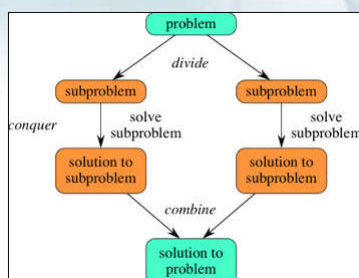 problem
divide
subproblem
subproblem
conquer
solve
subproblem
solve
subproblem
solution to
subproblem
solution to
subproblem
combine
solution to
problem